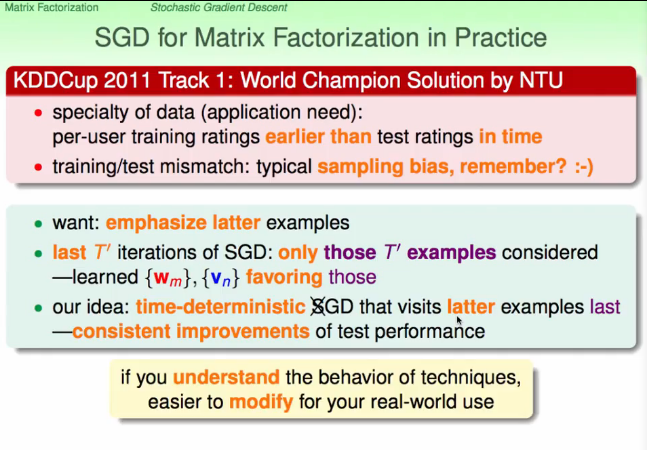 Matrix Factorization Stochastic Gradient Descent
SGD for Matrix Factorization in Practice
KDDCup 2011 Track 1: World Champion Solution by NTU
• specialty of data (application need):
per-user training ratings earlier than test ratings in time
• training/test mismatch: typical sampling bias, remember? :-)
• want: emphasize latter examples
• last T′ iterations of SGD: only those T′ examples considered
—learned {wₘ}, {vₙ} favoring those
• our idea: time-deterministic SGD that visits latter examples last
—consistent improvements of test performance
if you understand the behavior of techniques,
easier to modify for your real-world use